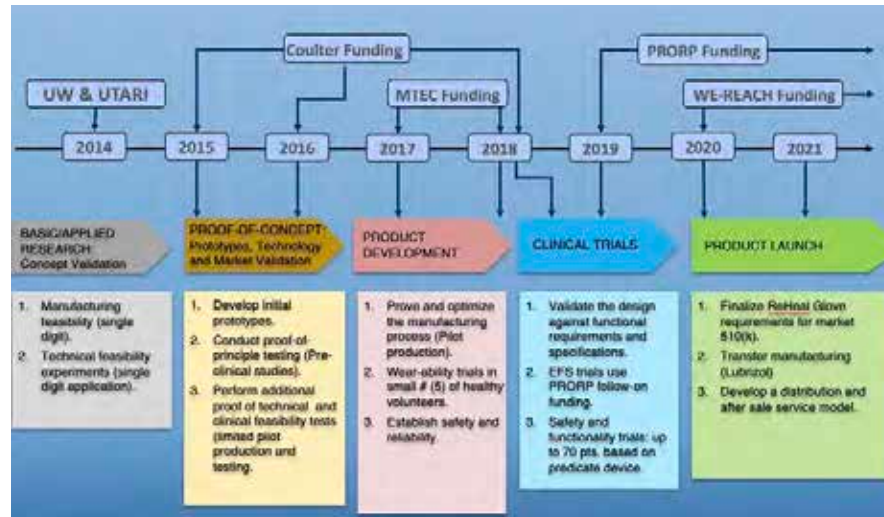 Coulter Funding
PRORP Funding
UW & UTARI
MTEC Funding
WE-REACH Funding
2014
2015
2016
2017
2018
2019
2020
2021
BASIC/APPLIED
RESEARCH:
Concept Validation
PROOF-OF-CONCEPT:
Prototypes, Technology
and Market Validation
PRODUCT
DEVELOPMENT
CLINICAL TRIALS
PRODUCT LAUNCH
1. Manufacturing
feasibility (single
digit).
2. Technical feasibility
experiments (single
digit application).
1. Develop initial
prototypes.
2. Conduct proof-of-
principle testing (Pre-
clinical studies).
3. Perform additional
proof of technical and
clinical feasibility tests
(limited pilot
production and
testing.
1. Prove and optimize
the manufacturing
process (Pilot
production).
2. Wear-ability trials in
small # (5) of healthy
volunteers.
3. Establish safety and
reliability.
1. Validate the design
against functional
requirements and
specifications.
2. EFS trials use
PRORP follow-on
funding.
3. Safety and
functionality trials: up
to 70 pts. based on
predicate device.
1. Finalize ReHeal Glove
requirements for market
510(k).
2. Transfer manufacturing
(Lubrizol)
3. Develop a distribution and
after sale service model.